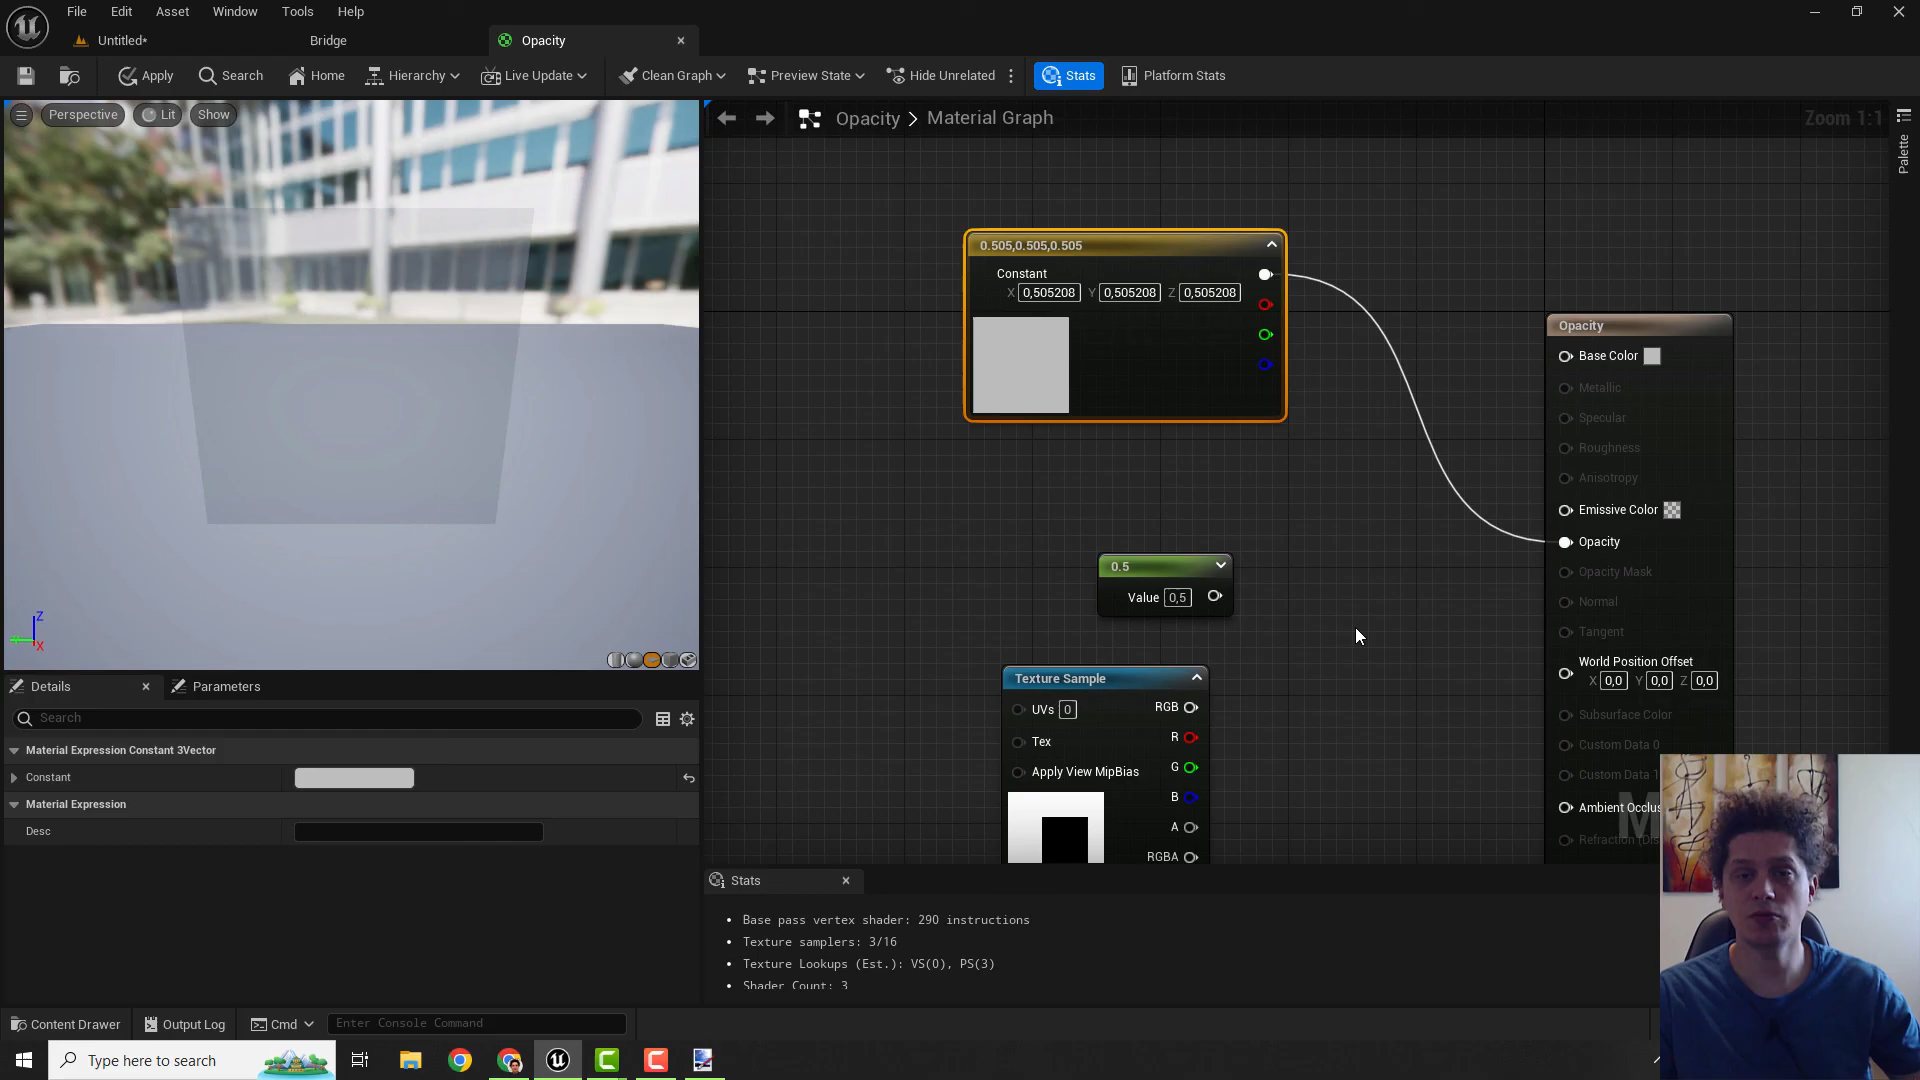 File Edit Asset Window Tools Help
Untitled* Bridge Opacity
Apply Search Home Hierarchy Live Update Clean Graph Preview State Hide Unrelated Stats Platform Stats
Perspective Lit Show
Opacity > Material Graph Zoom 1:1
Palette
0.505,0.505,0.505
Constant
X 0,505208 Y 0,505208 Z 0,505208
Opacity
Base Color
Metallic
Specular
Roughness
Anisotropy
Emissive Color
Opacity
Opacity Mask
Normal
Tangent
World Position Offset
X 0,0 Y 0,0 Z 0,0
Subsurface Color
Custom Data 0
Custom Data 1
Ambient Occlus
0.5
Value 0,5
Texture Sample
UVs 0 RGB
R
Tex
G
Apply View MipBias
B
A
RGBA
Z
X
Details Parameters
Search
Material Expression Constant 3Vector
Constant
Material Expression
Desc
Stats
• Base pass vertex shader: 290 instructions
• Texture samplers: 3/16
• Texture Lookups (Est.): VS(0), PS(3)
• Shader Count: 3
Content Drawer Output Log Cmd Enter Console Command
Type here to search